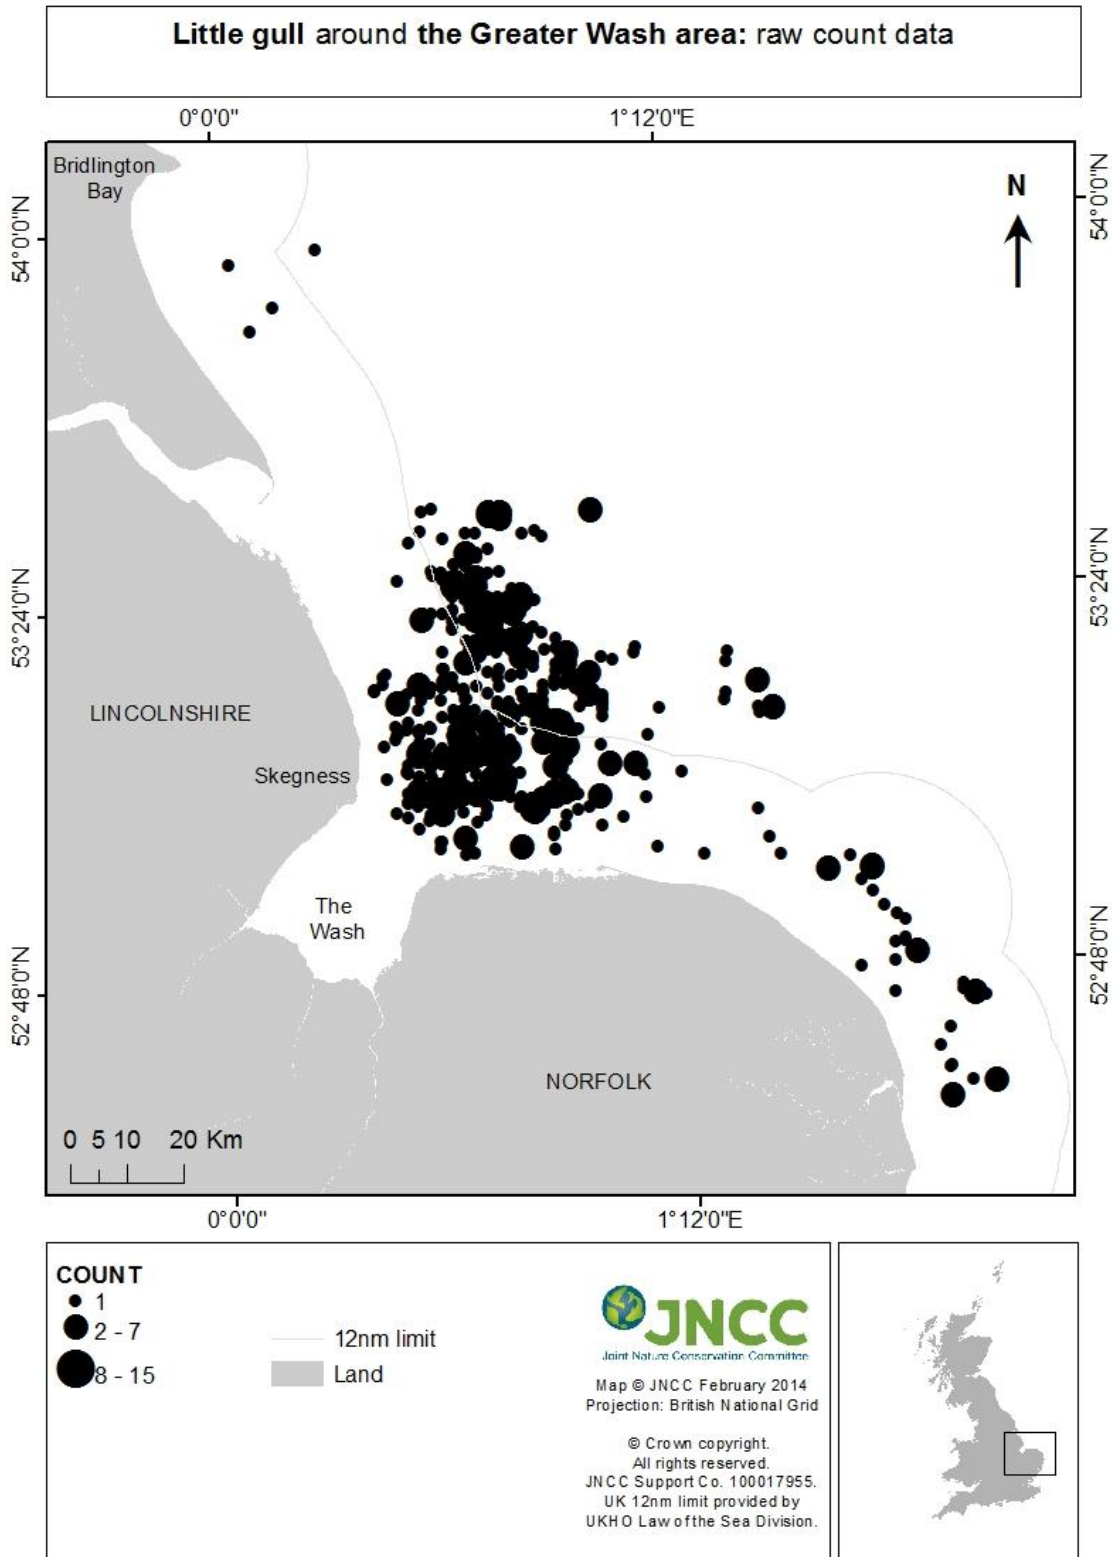 Little gull around the Greater Wash area: raw count data
0°0'0"
1°12'0"E
Bridlington
Bay
N
54°0'0"N
54°0'0"N
53°24'0"N
53°24'0"N
LINCOLNSHIRE
Skegness
The
Wash
52°48'0"N
52°48'0"N
NORFOLK
0 5 10 20 Km
0°0'0"
1°12'0"E
COUNT
1
2 - 7
8 - 15
12nm limit
Land
JNCC
Joint Nature Conservation Committee
Map © JNCC February 2014
Projection: British National Grid
© Crown copyright.
All rights reserved.
JNCC Support Co. 100017955.
UK 12nm limit provided by
UKHO Law of the Sea Division.